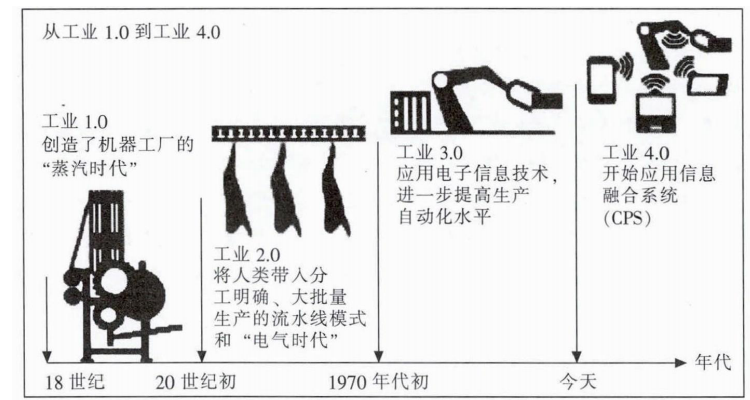 从工业 1.0 到工业 4.0
工业 1.0
创造了机器工厂的
“蒸汽时代”
工业 2.0
将人类带入分
工明确、大批量
生产的流水线模式
和“电气时代”
工业 3.0
应用电子信息技术，
进一步提高生产
自动化水平
工业 4.0
开始应用信息
融合系统
(CPS)
18 世纪
20 世纪初
1970 年代初
今天
年代